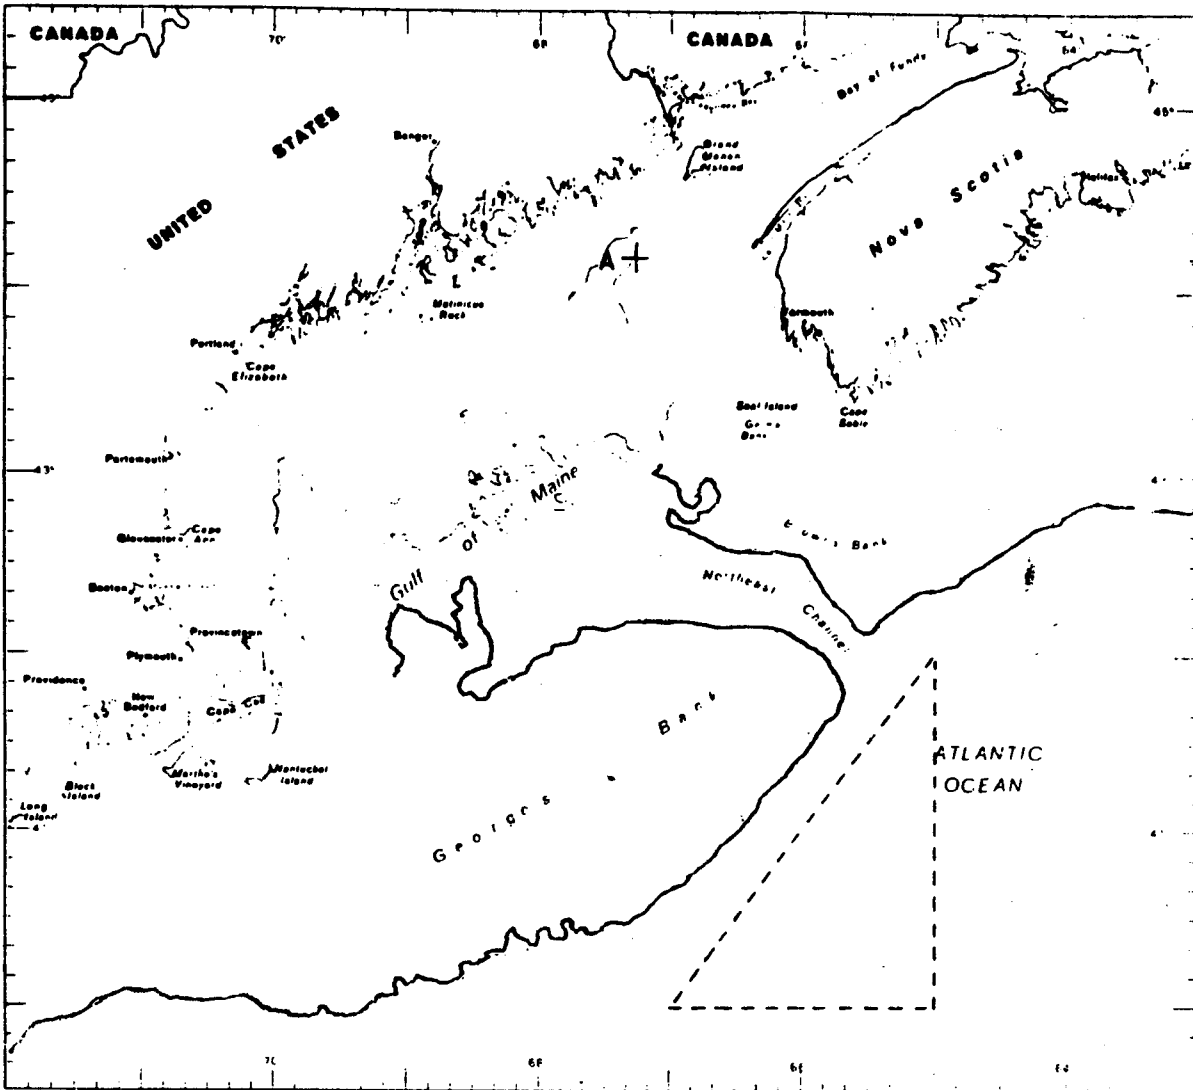 CANADA
70°
CANADA
64
Bay of Fundy
45°
UNITED
STATES
Bangor
Grand
Manan
Island
Nova Scotia
Halifax
A
Matinicus
Rock
Yarmouth
Portland
Cape
Elizabeth
Seal Island
Cape
Sable
Portsmouth
43°
Gulf of Maine
Gloucester
Cape
Ann
Boston
Northeast
Channel
Provincetown
Plymouth
Providence
New
Bedford
Cape Cod
Georges Bank
Martha's
Vineyard
Nantucket
Island
Block
Island
Long
Island
ATLANTIC
OCEAN